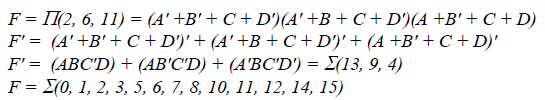 F = Π(2, 6, 11) = (A' +B' + C + D')(A' +B + C + D')(A +B' + C + D)
F' = (A' +B' + C + D')' + (A' +B + C + D')' + (A +B' + C + D)'
F' = (ABC'D) + (AB'C'D) + (A'BC'D') = Σ(13, 9, 4)
F = Σ(0, 1, 2, 3, 5, 6, 7, 8, 10, 11, 12, 14, 15)